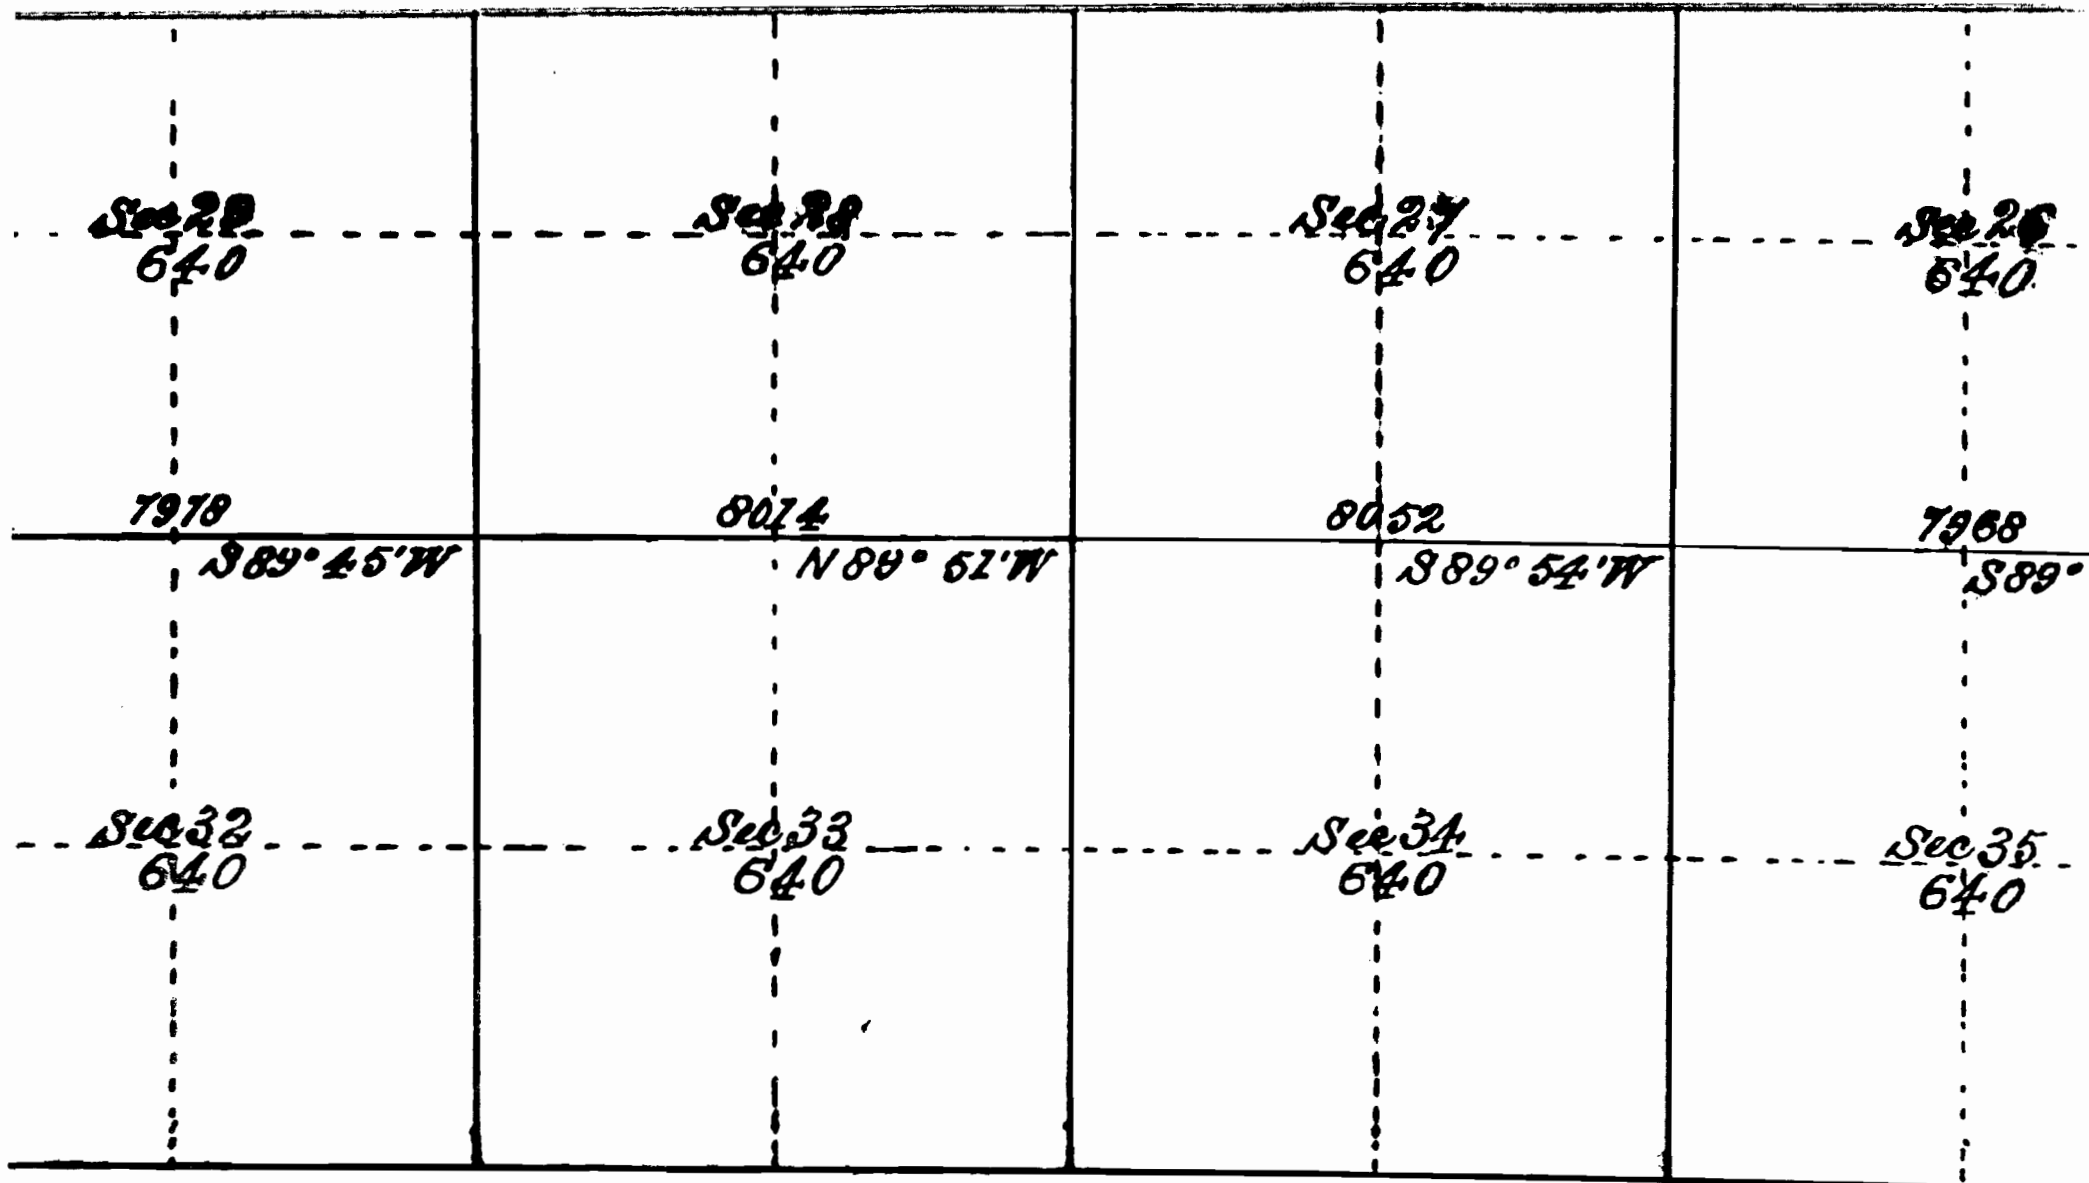 Sec 29
640
Sec 28
640
Sec 27
640
Sec 26
640
7978
S 89° 45' W
8014
N 89° 51' W
8052
S 89° 54' W
7968
S 89°
Sec 32
640
Sec 33
640
Sec 34
640
Sec 35
640